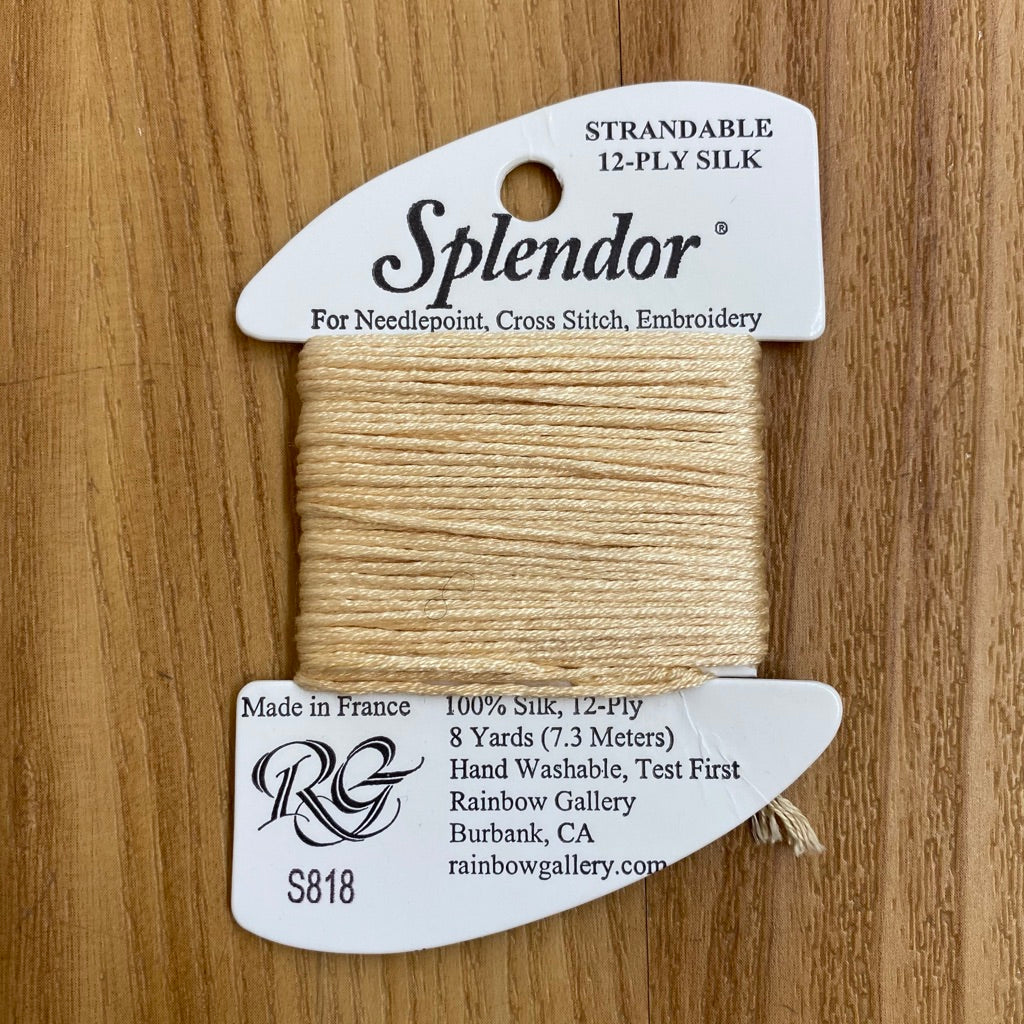 STRANDABLE
12-PLY SILK
Splendor ®
For Needlepoint, Cross Stitch, Embroidery
Made in France
RG
S818
100% Silk, 12-Ply
8 Yards (7.3 Meters)
Hand Washable, Test First
Rainbow Gallery
Burbank, CA
rainbowgallery.com